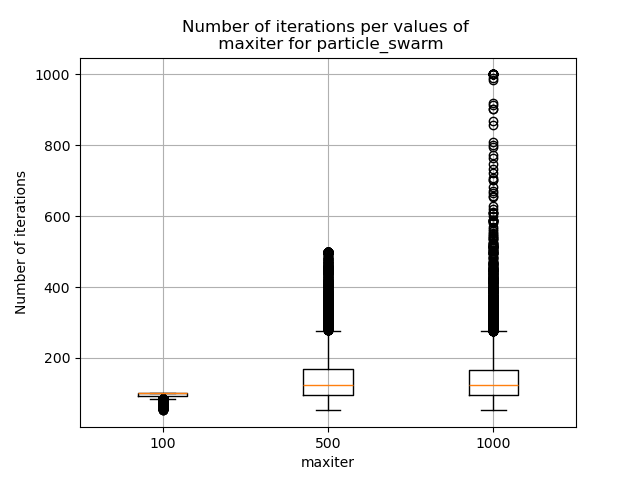 Number of iterations per values of
maxiter for particle_swarm
1000
800
600
400
200
Number of iterations
100 500 1000
maxiter